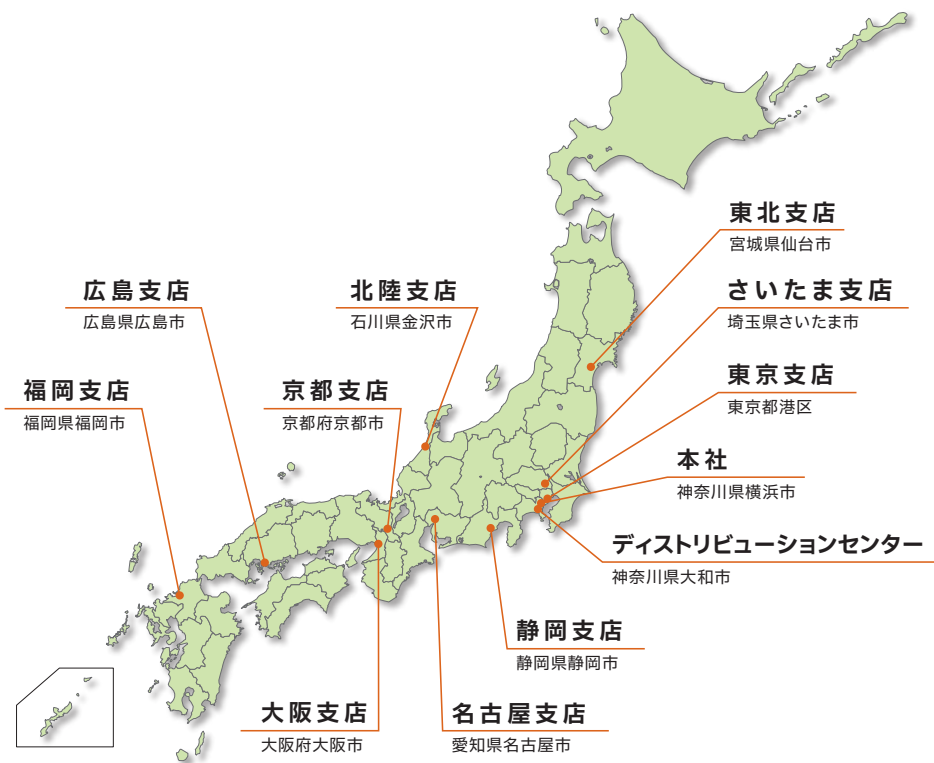 東北支店
宮城県仙台市
広島支店
広島県広島市
北陸支店
石川県金沢市
さいたま支店
埼玉県さいたま市
福岡支店
福岡県福岡市
京都支店
京都府京都市
東京支店
東京都港区
本社
神奈川県横浜市
ディストリビューションセンター
神奈川県大和市
静岡支店
静岡県静岡市
大阪支店
大阪府大阪市
名古屋支店
愛知県名古屋市